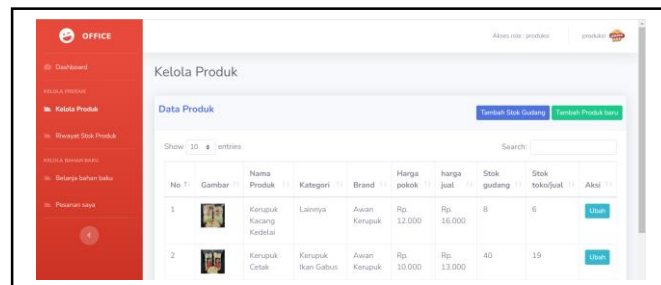 OFFICE
Akses role : produksi
produksi
Dashboard
KELOLA PRODUK
Kelola Produk
Riwayat Stok Produk
KELOLA BAHAN BAKU
Belanja bahan baku
Pesanan saya
Kelola Produk
Data Produk
Tambah Stok Gudang
Tambah Produk baru
Show 10 entries
Search:
No
Gambar
Nama Produk
Kategori
Brand
Harga pokok
harga jual
Stok gudang
Stok toko/jual
Aksi
1
Kerupuk Kacang Kedelai
Lainnya
Awan Kerupuk
Rp. 12.000
Rp. 16.000
8
6
Ubah
2
Kerupuk Cetak
Kerupuk Ikan Gabus
Awan Kerupuk
Rp. 10.000
Rp. 13.000
40
19
Ubah